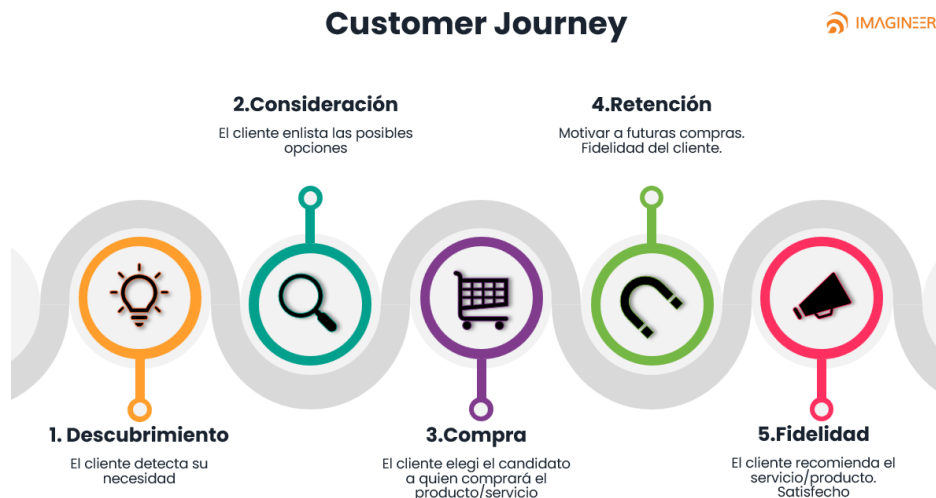 Customer Journey
IMAGINEER
2.Consideración
El cliente enlista las posibles
opciones
4.Retención
Motivar a futuras compras.
Fidelidad del cliente.
1. Descubrimiento
El cliente detecta su
necesidad
3.Compra
El cliente elegi el candidato
a quien comprará el
producto/servicio
5.Fidelidad
El cliente recomienda el
servicio/producto.
Satisfecho